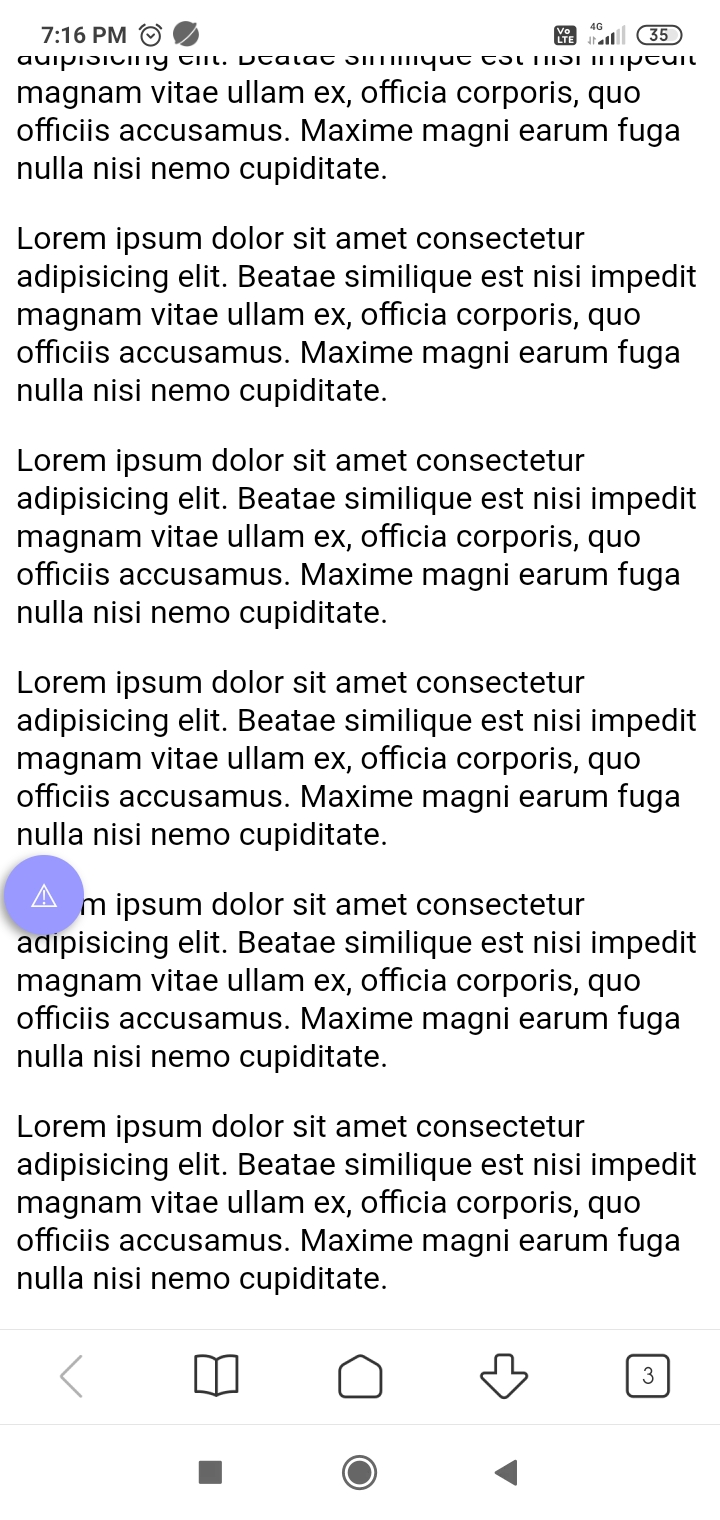 7:16 PM
Vo LTE
4G
35
adipisicing elit. Beatae similique est nisi impedit
magnam vitae ullam ex, officia corporis, quo
officiis accusamus. Maxime magni earum fuga
nulla nisi nemo cupiditate.
Lorem ipsum dolor sit amet consectetur
adipisicing elit. Beatae similique est nisi impedit
magnam vitae ullam ex, officia corporis, quo
officiis accusamus. Maxime magni earum fuga
nulla nisi nemo cupiditate.
Lorem ipsum dolor sit amet consectetur
adipisicing elit. Beatae similique est nisi impedit
magnam vitae ullam ex, officia corporis, quo
officiis accusamus. Maxime magni earum fuga
nulla nisi nemo cupiditate.
Lorem ipsum dolor sit amet consectetur
adipisicing elit. Beatae similique est nisi impedit
magnam vitae ullam ex, officia corporis, quo
officiis accusamus. Maxime magni earum fuga
nulla nisi nemo cupiditate.
m ipsum dolor sit amet consectetur
adipisicing elit. Beatae similique est nisi impedit
magnam vitae ullam ex, officia corporis, quo
officiis accusamus. Maxime magni earum fuga
nulla nisi nemo cupiditate.
Lorem ipsum dolor sit amet consectetur
adipisicing elit. Beatae similique est nisi impedit
magnam vitae ullam ex, officia corporis, quo
officiis accusamus. Maxime magni earum fuga
nulla nisi nemo cupiditate.
3